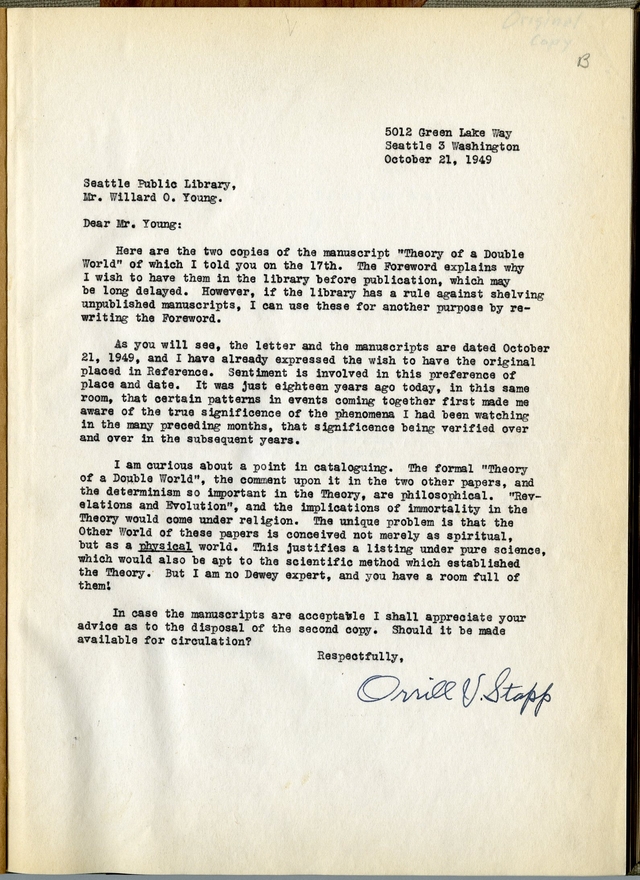 Original
Copy
B
5012 Green Lake Way
Seattle 3 Washington
October 21, 1949
Seattle Public Library,
Mr. Willard O. Young.
Dear Mr. Young:
Here are the two copies of the manuscript "Theory of a Double
World" of which I told you on the 17th. The Foreword explains why
I wish to have them in the library before publication, which may
be long delayed. However, if the library has a rule against shelving
unpublished manuscripts, I can use these for another purpose by re-
writing the Foreword.
As you will see, the letter and the manuscripts are dated October
21, 1949, and I have already expressed the wish to have the original
placed in Reference. Sentiment is involved in this preference of
place and date. It was just eighteen years ago today, in this same
room, that certain patterns in events coming together first made me
aware of the true significance of the phenomena I had been watching
in the many preceding months, that significance being verified over
and over in the subsequent years.
I am curious about a point in cataloguing. The formal "Theory
of a Double World", the comment upon it in the two other papers, and
the determinism so important in the Theory, are philosophical. "Rev-
elations and Evolution", and the implications of immortality in the
Theory would come under religion. The unique problem is that the
Other World of these papers is conceived not merely as spiritual,
but as a physical world. This justifies a listing under pure science,
which would also be apt to the scientific method which established
the Theory. But I am no Dewey expert, and you have a room full of
them!
In case the manuscripts are acceptable I shall appreciate your
advice as to the disposal of the second copy. Should it be made
available for circulation?
Respectfully,
Orrill V. Stapp